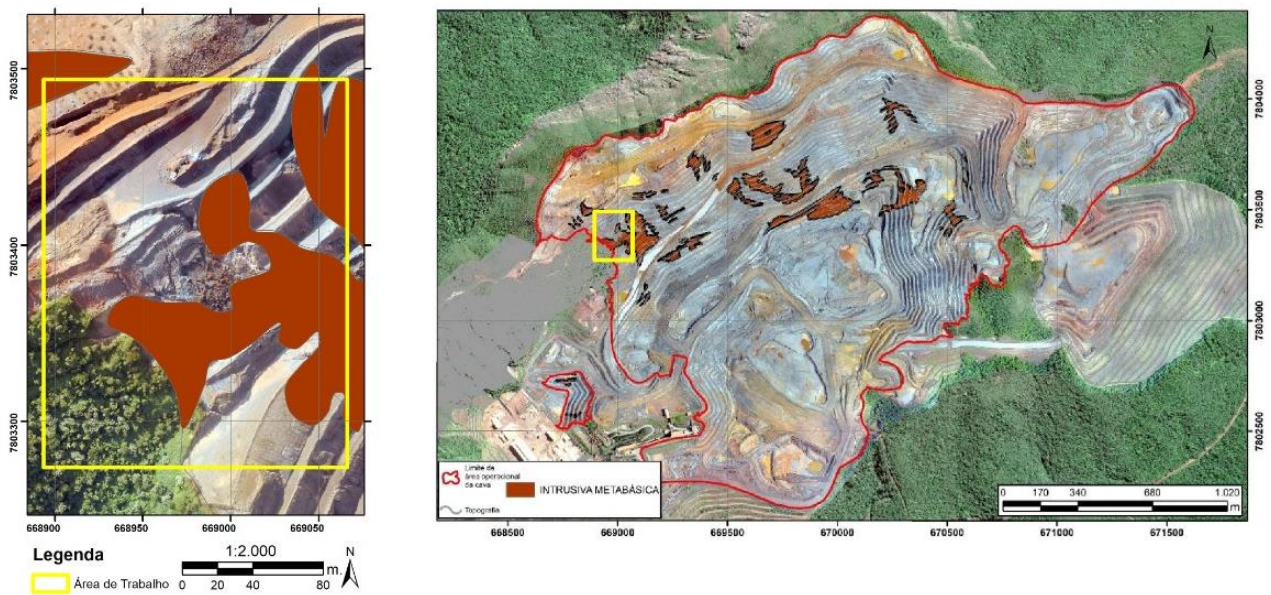 7803500
7803400
7803300
668900 668950 669000 669050
Legenda
Área de Trabalho
1:2.000
m.
0 20 40 80
N
N
7804000
7803500
7803000
7802500
Limite da
área operacional
da cava
INTRUSIVA METABÁSICA
Topografia
0 170 340 680 1.020
m
668500 669000 669500 670000 670500 671000 671500